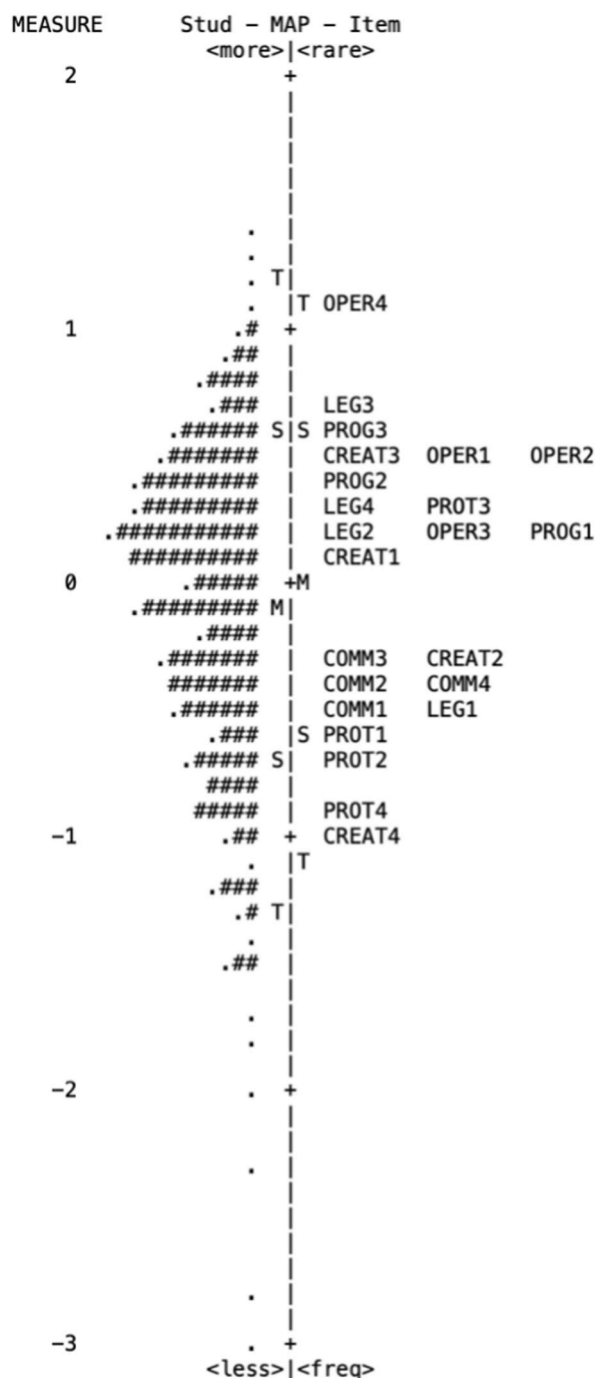 MEASURE Stud – MAP – Item
<more>|<rare>
2 +
|
|
|
|
|
. |
. |
. T|
. |T OPER4
1 .# +
.## |
.#### |
.### | LEG3
.###### S|S PROG3
.####### | CREAT3 OPER1 OPER2
.######### | PROG2
.######### | LEG4 PROT3
.########### | LEG2 OPER3 PROG1
########## | CREAT1
0 .##### +M
.######### M|
.#### |
.####### | COMM3 CREAT2
####### | COMM2 COMM4
.###### | COMM1 LEG1
.### |S PROT1
.##### S| PROT2
#### |
##### | PROT4
−1 .## + CREAT4
. |T
.### |
.# T|
. |
.## |
|
. |
. |
|
−2 . +
|
|
. |
|
|
|
|
. |
|
−3 . +
<less>|<freq>